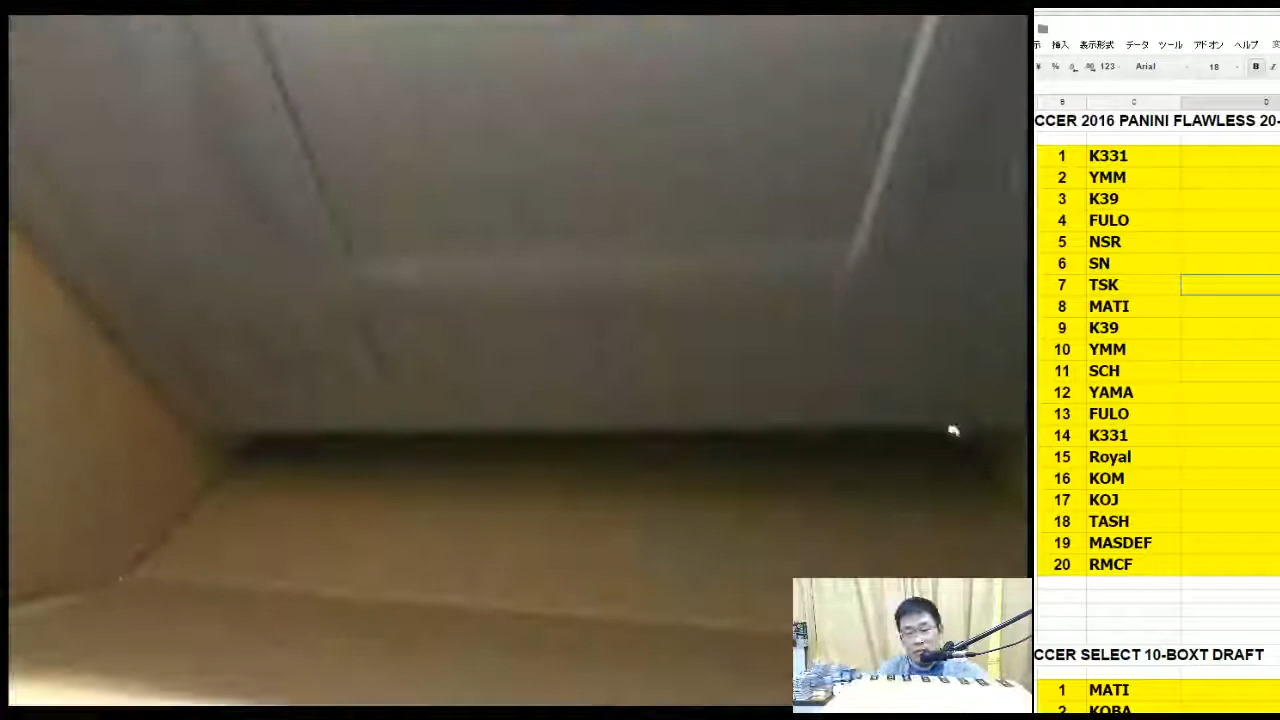 示 挿入 表示形式 データ ツール アドオン ヘルプ 変
¥ % .0 .00 123 Arial 18 B I
B C D
CCER 2016 PANINI FLAWLESS 20-
1 K331
2 YMM
3 K39
4 FULO
5 NSR
6 SN
7 TSK
8 MATI
9 K39
10 YMM
11 SCH
12 YAMA
13 FULO
14 K331
15 Royal
16 KOM
17 KOJ
18 TASH
19 MASDEF
20 RMCF
CCER SELECT 10-BOXT DRAFT
1 MATI
2 KOBA